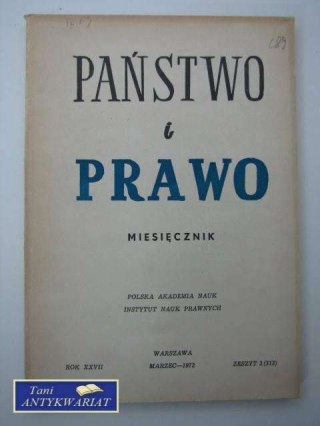 PAŃSTWO
i
PRAWO
MIESIĘCZNIK
POLSKA AKADEMIA NAUK
INSTYTUT NAUK PRAWNYCH
WARSZAWA
ROK XXVII MARZEC—1972 ZESZYT 3 (313)
Tani
ANTYKWARIAT